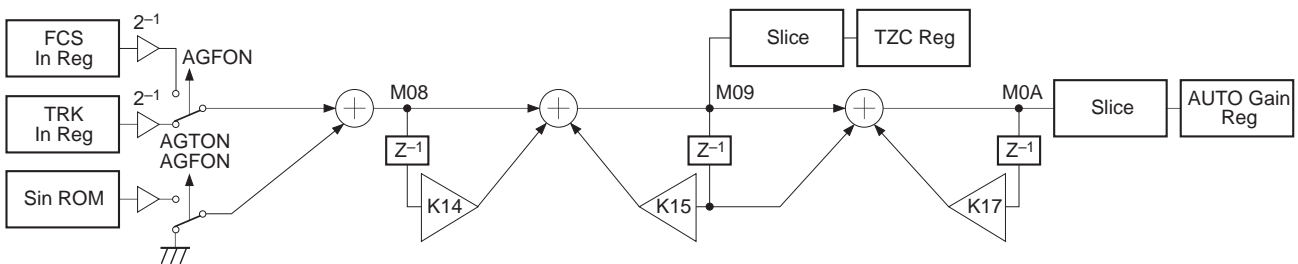 FCS
In Reg
2–1
AGFON
TRK
In Reg
2–1
AGTON
AGFON
Sin ROM
M08
Z–1
K14
M09
Slice
TZC Reg
Z–1
K15
M0A
Z–1
K17
Slice
AUTO Gain
Reg